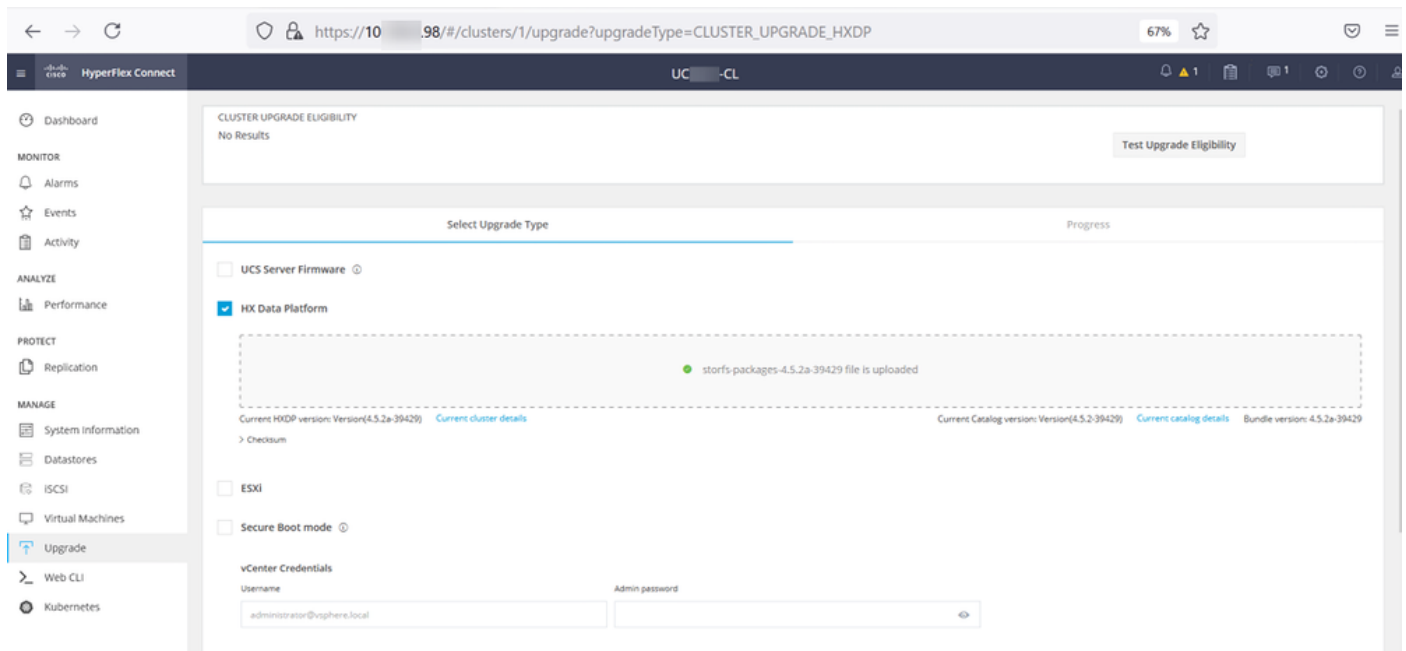 https://10 .98/#/clusters/1/upgrade?upgradeType=CLUSTER_UPGRADE_HXDP
67%
cisco
HyperFlex Connect
UC -CL
1
1
Dashboard
MONITOR
Alarms
Events
Activity
ANALYZE
Performance
PROTECT
Replication
MANAGE
System Information
Datastores
iSCSI
Virtual Machines
Upgrade
Web CLI
Kubernetes
CLUSTER UPGRADE ELIGIBILITY
No Results
Test Upgrade Eligibility
Select Upgrade Type
Progress
UCS Server Firmware
HX Data Platform
storfs-packages-4.5.2a-39429 file is uploaded
Current HXDP version: Version(4.5.2a-39429) Current cluster details
Current Catalog version: Version(4.5.2-39429) Current catalog details Bundle version: 4.5.2a-39429
> Checksum
ESXi
Secure Boot mode
vCenter Credentials
Username
Admin password
administrator@vsphere.local